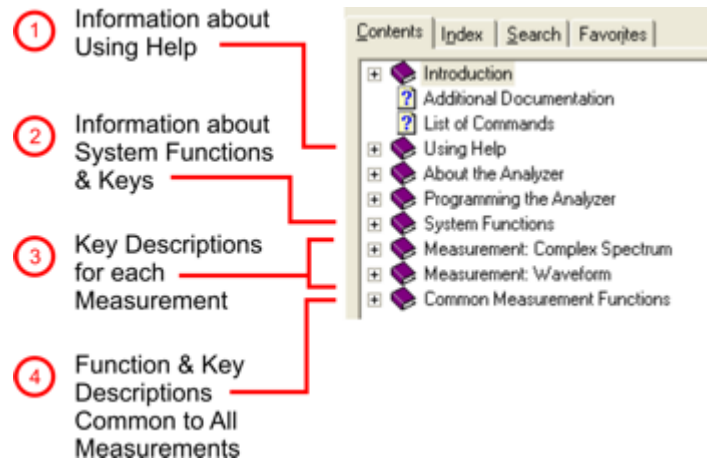 1
Information about
Using Help
2
Information about
System Functions
& Keys
3
Key Descriptions
for each
Measurement
4
Function & Key
Descriptions
Common to All
Measurements
Contents Index Search Favorites
Introduction
? Additional Documentation
? List of Commands
Using Help
About the Analyzer
Programming the Analyzer
System Functions
Measurement: Complex Spectrum
Measurement: Waveform
Common Measurement Functions